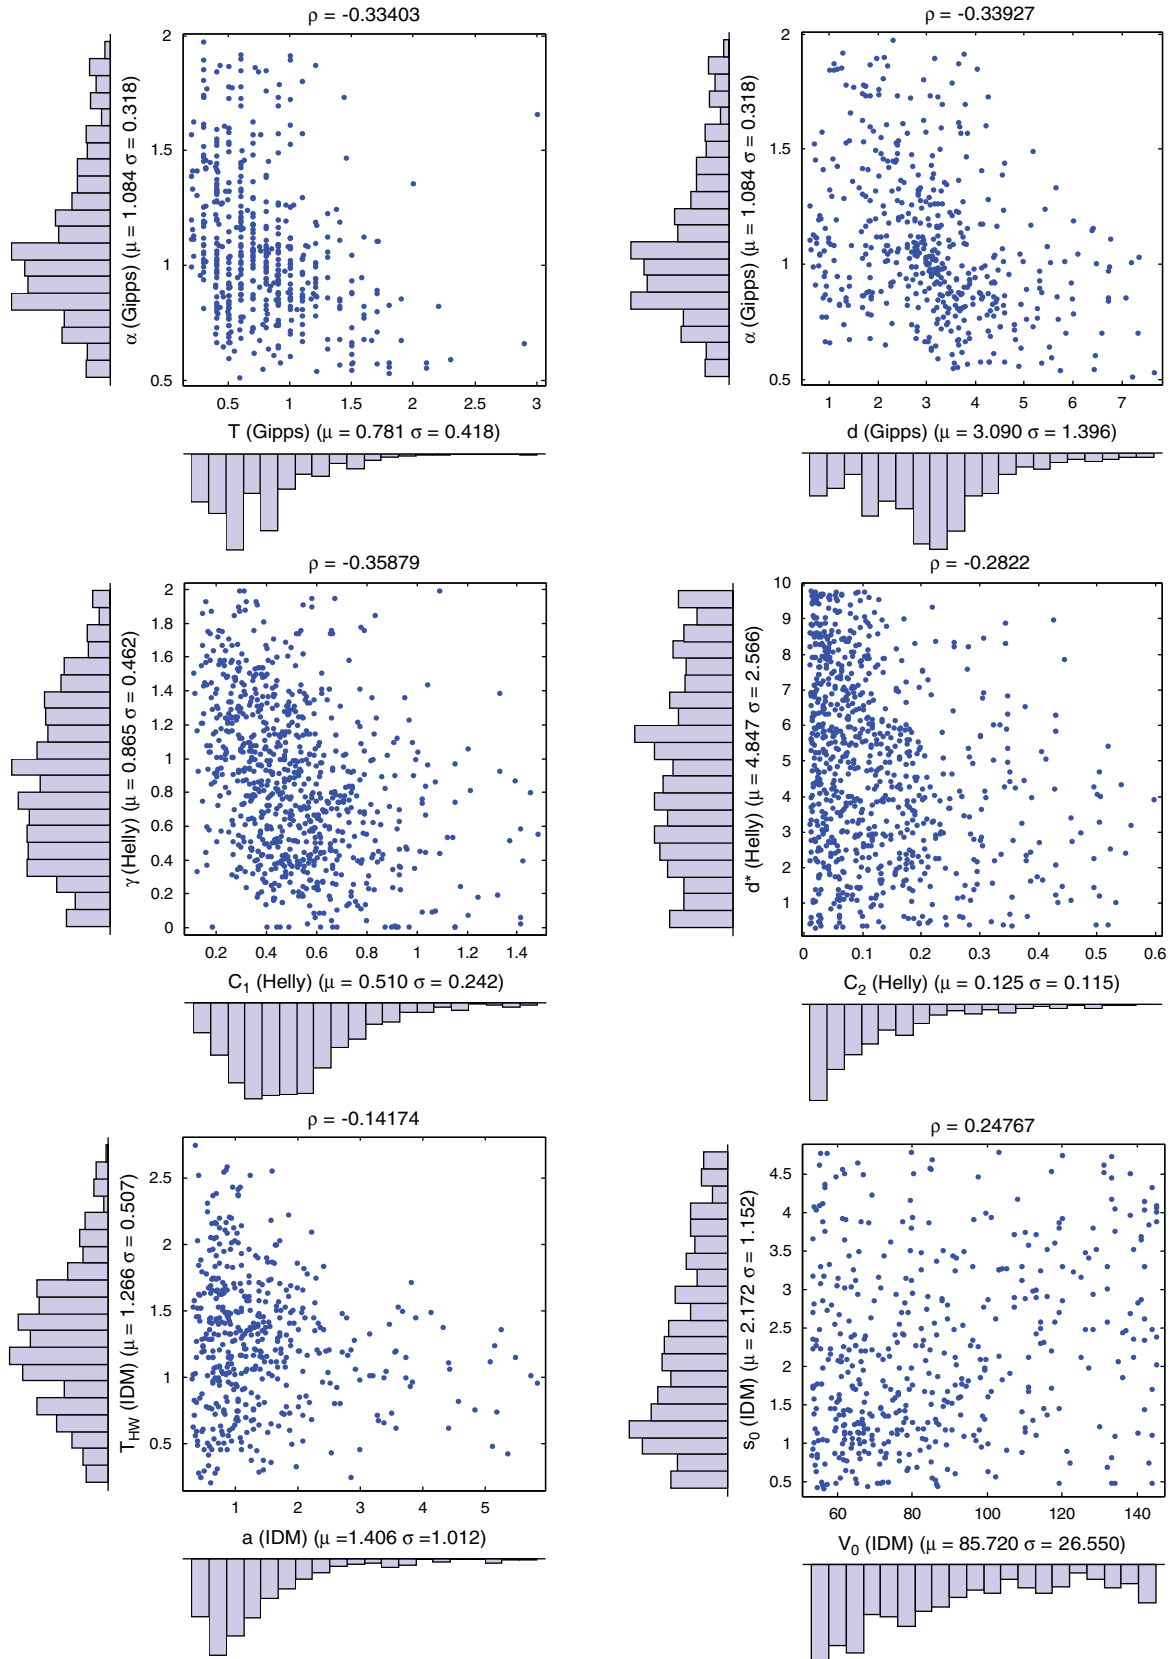 ρ = -0.33403
2
1.5
1
0.5
α (Gipps) (μ = 1.084 σ = 0.318)
0.5 1 1.5 2 2.5 3
T (Gipps) (μ = 0.781 σ = 0.418)
ρ = -0.33927
2
1.5
1
0.5
α (Gipps) (μ = 1.084 σ = 0.318)
1 2 3 4 5 6 7
d (Gipps) (μ = 3.090 σ = 1.396)
ρ = -0.35879
2
1.8
1.6
1.4
1.2
1
0.8
0.6
0.4
0.2
0
γ (Helly) (μ = 0.865 σ = 0.462)
0.2 0.4 0.6 0.8 1 1.2 1.4
C₁ (Helly) (μ = 0.510 σ = 0.242)
ρ = -0.2822
10
9
8
7
6
5
4
3
2
1
d* (Helly) (μ = 4.847 σ = 2.566)
0 0.1 0.2 0.3 0.4 0.5 0.6
C₂ (Helly) (μ = 0.125 σ = 0.115)
ρ = -0.14174
2.5
2
1.5
1
0.5
T_HW (IDM) (μ = 1.266 σ = 0.507)
1 2 3 4 5
a (IDM) (μ =1.406 σ =1.012)
ρ = 0.24767
4.5
4
3.5
3
2.5
2
1.5
1
0.5
s₀ (IDM) (μ = 2.172 σ = 1.152)
60 80 100 120 140
V₀ (IDM) (μ = 85.720 σ = 26.550)